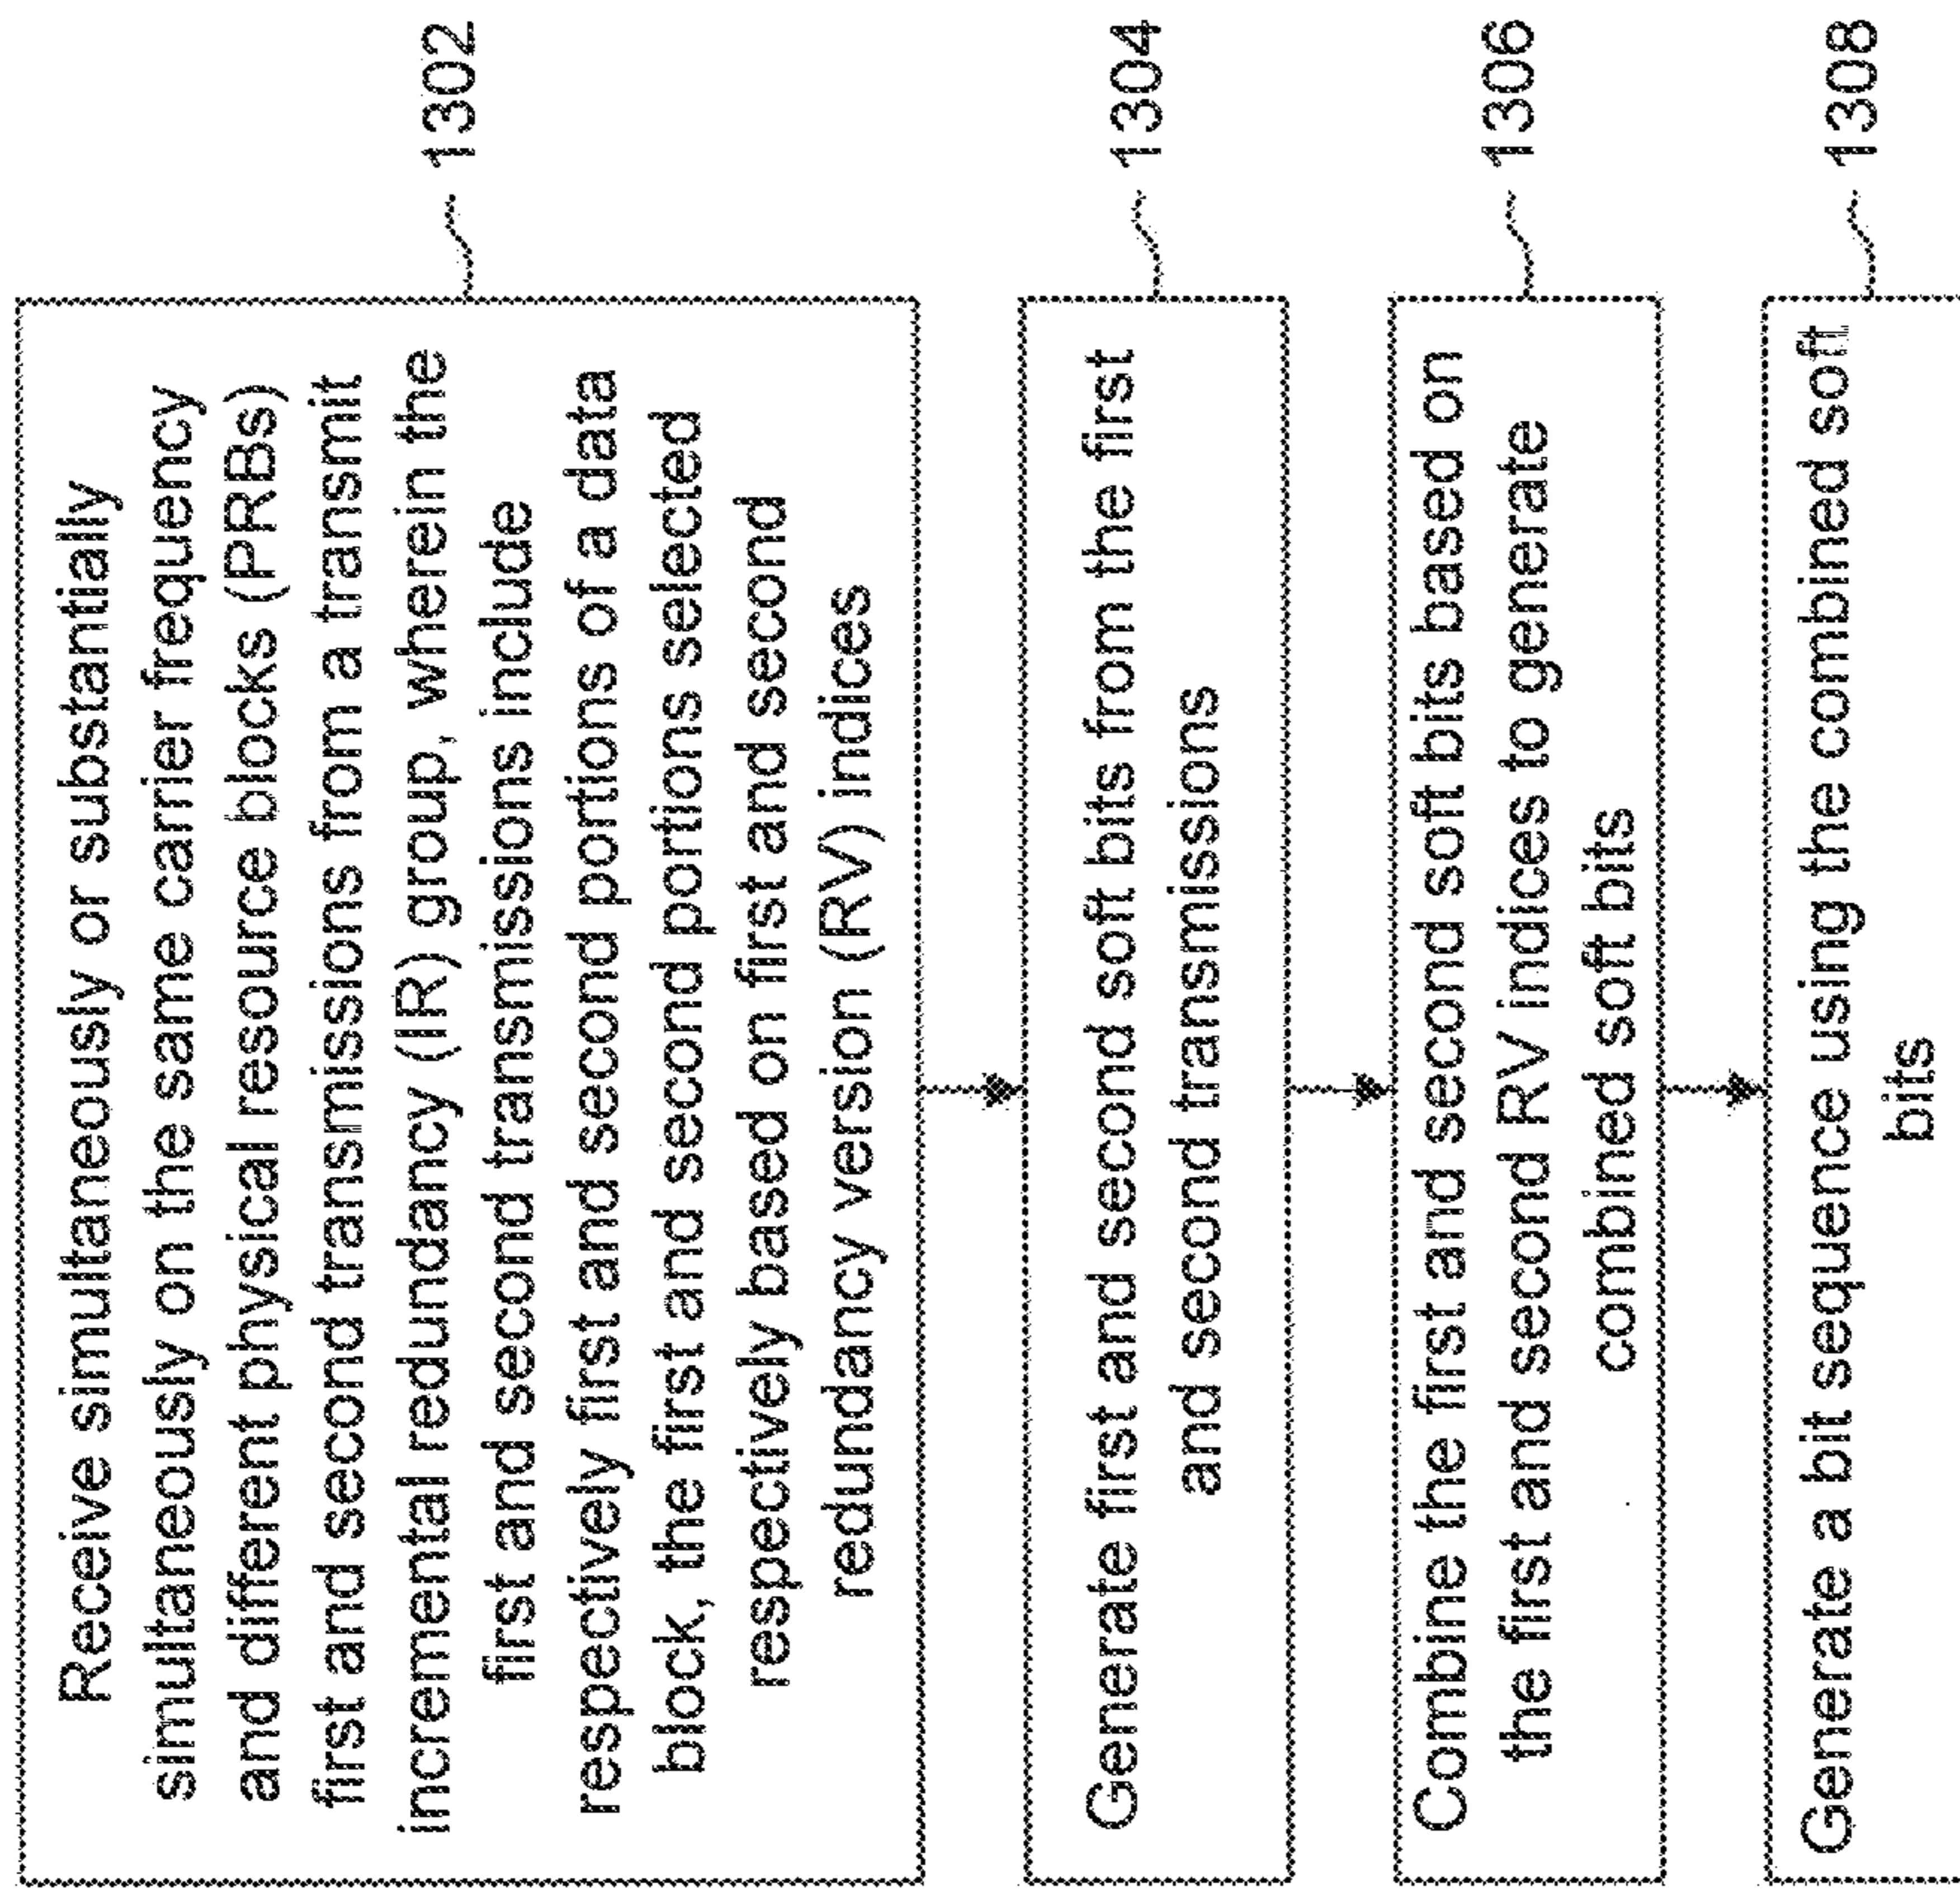 Receive simultaneously or substantially
simultaneously on the same carrier frequency
and different physical resource blocks (PRBs)
first and second transmissions from a transmit
incremental redundancy (IR) group, wherein the
first and second transmissions include
respectively first and second portions of a data
block, the first and second portions selected
respectively based on first and second
redundancy version (RV) indices
1302
Generate first and second soft bits from the first
and second transmissions
1304
Combine the first and second soft bits based on
the first and second RV indices to generate
combined soft bits
1306
Generate a bit sequence using the combined soft
bits
1308